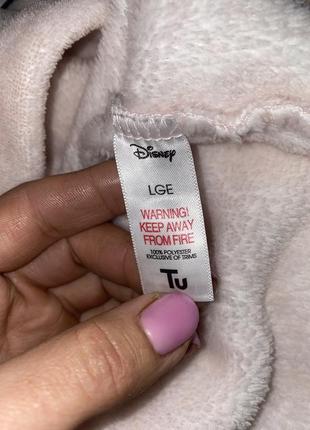 Disney
LGE
WARNING!
KEEP AWAY
FROM FIRE
100% POLYESTER
EXCLUSIVE OF TRIMS
Tu